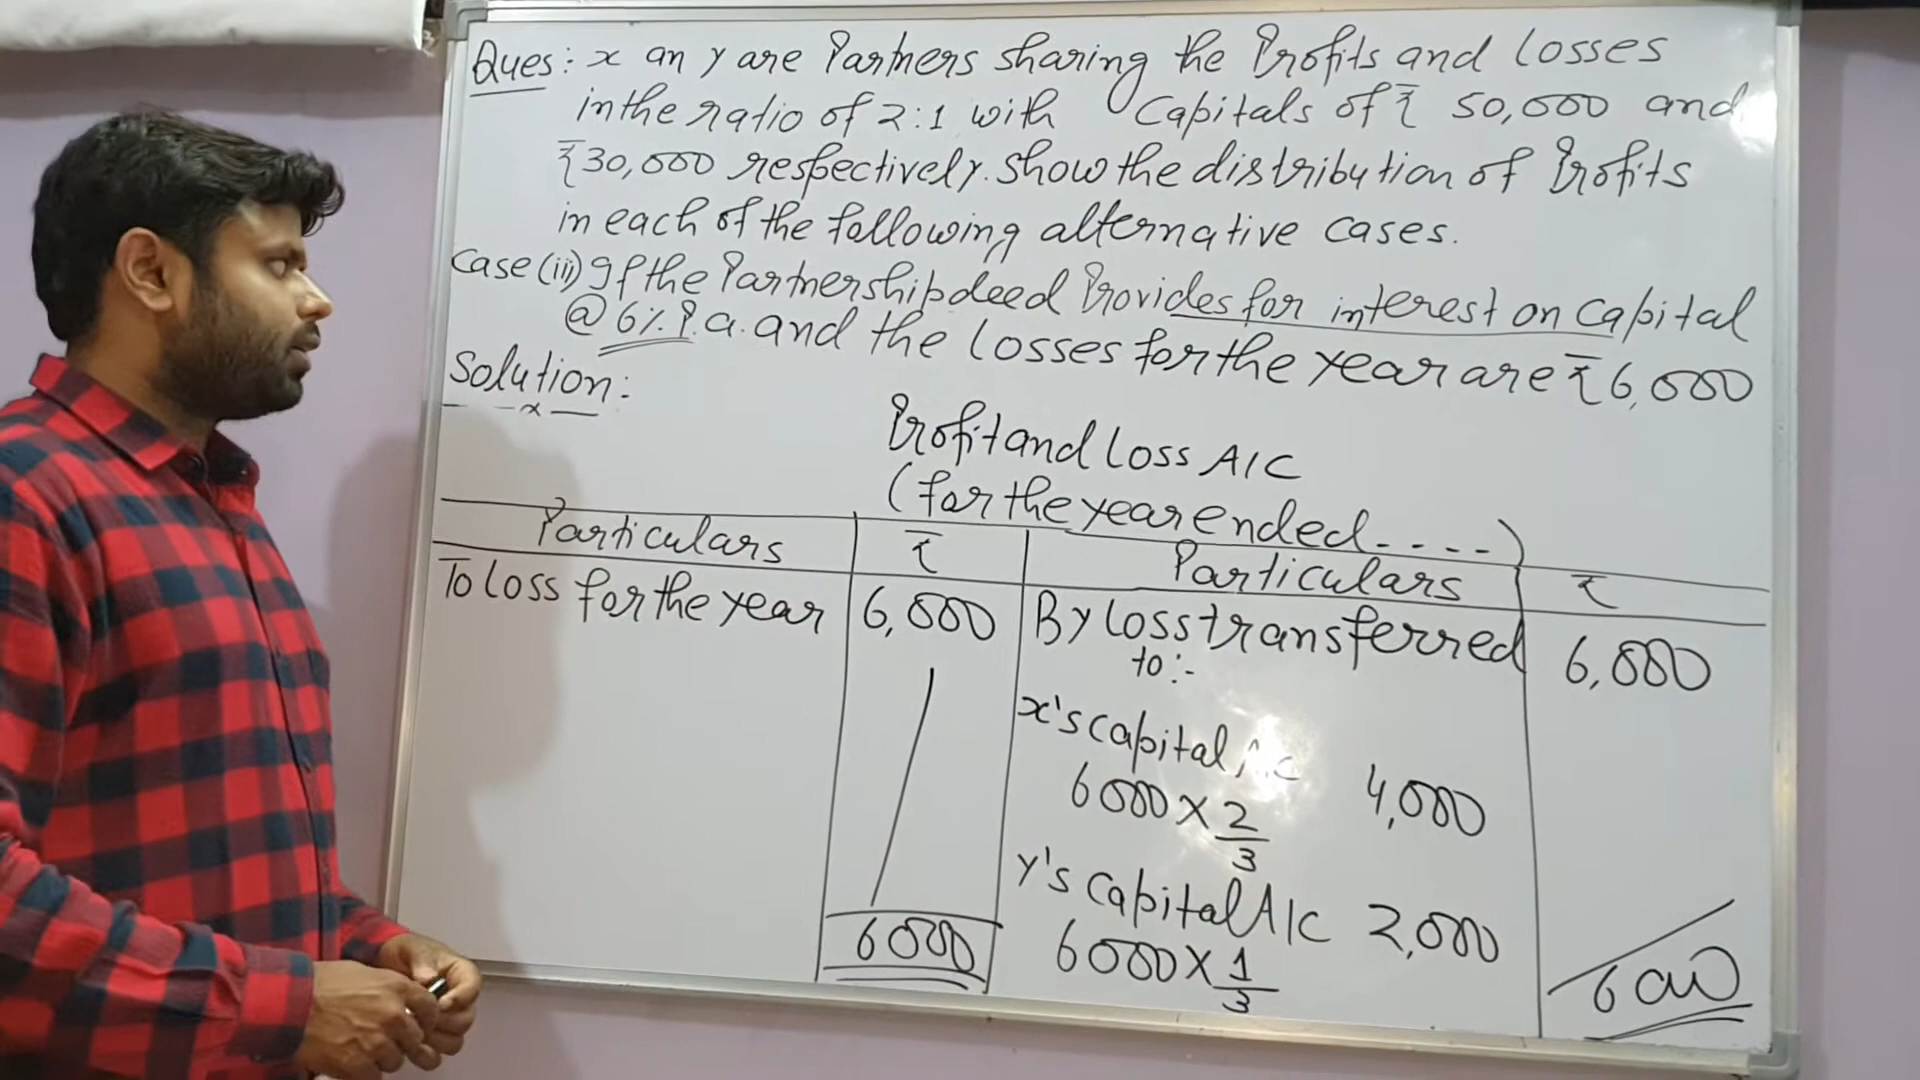 Ques: x an y are Partners sharing the Profits and Losses
in the ratio of 2:1 with Capitals of ₹ 50,000 and
₹30,000 respectively. Show the distribution of Profits
in each of the following alternative cases.
Case (iii) If the Partnership deed Provides for interest on Capital
@ 6% P.a. and the Losses for the year are ₹ 6,000
Solution:
x
Profit and Loss A/C
(for the year ended....)
Particulars ₹ Particulars ₹
To Loss for the year 6,000 By Loss transferred 6,000
to:-
x's Capital A/C 4,000
6000 × 2/3
y's Capital A/C 2,000
6000 × 1/3
6000 6000